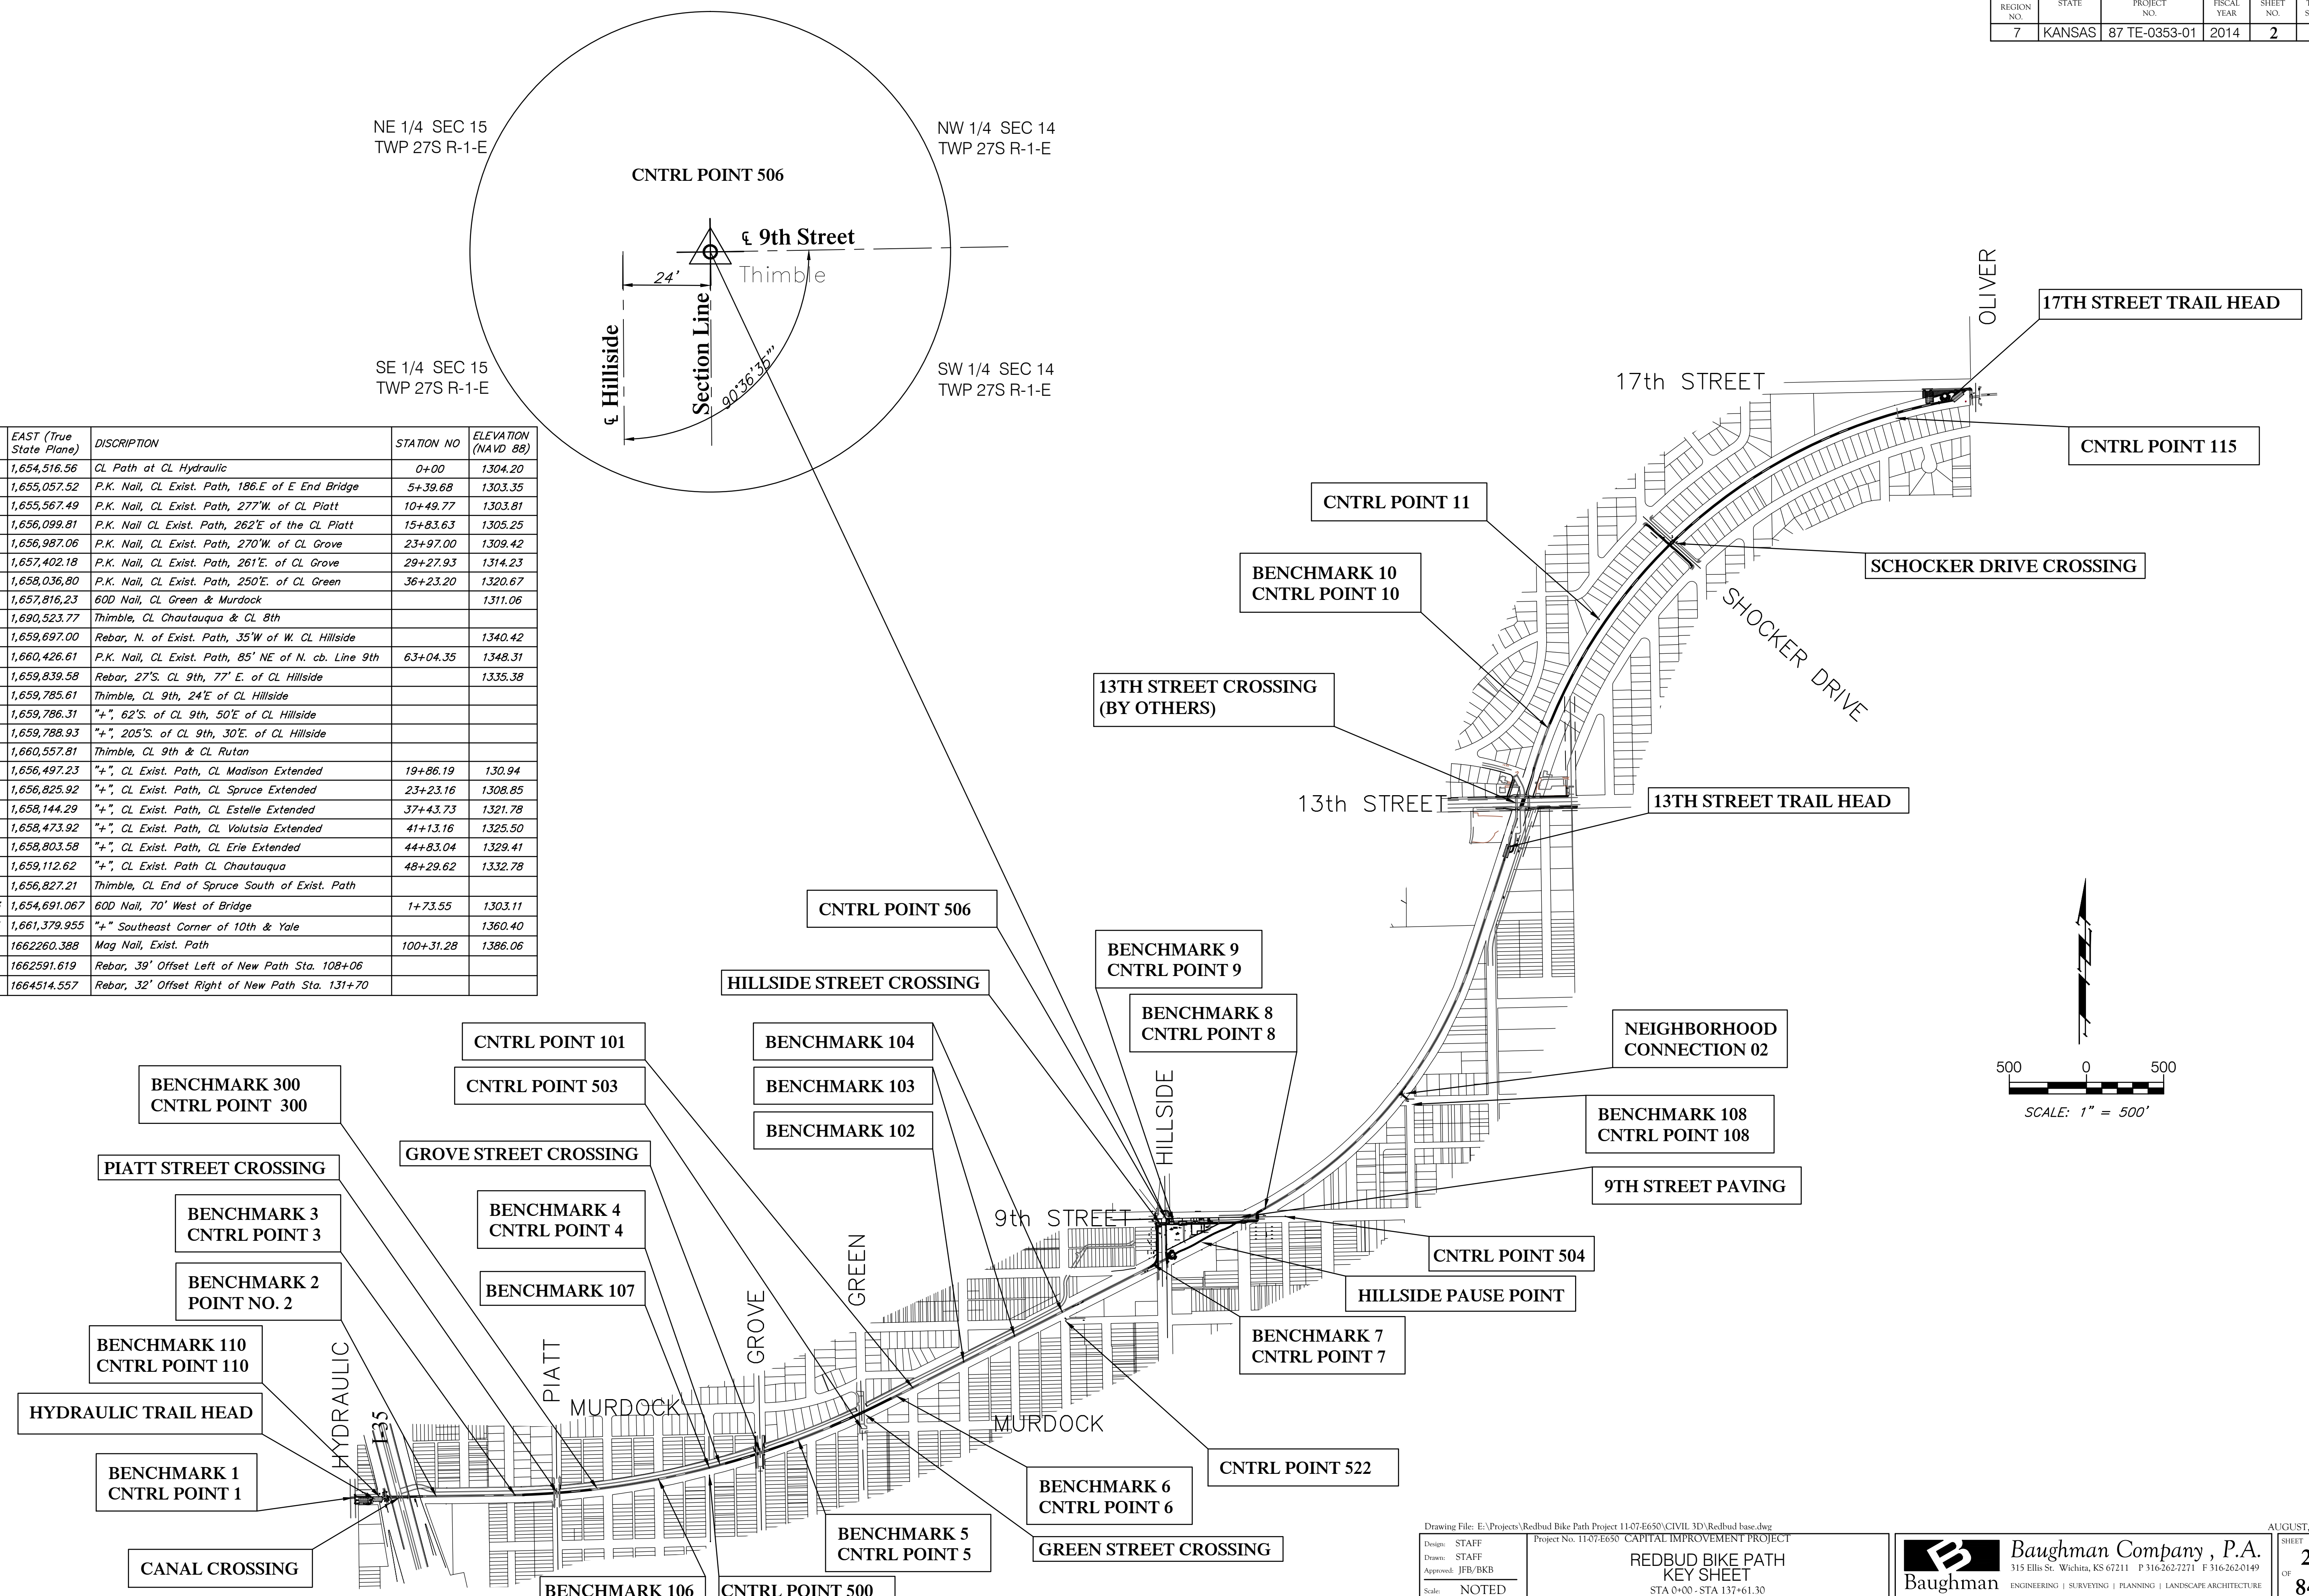 REGION NO. STATE PROJECT NO. FISCAL YEAR SHEET NO.
7 KANSAS 87 TE-0353-01 2014 2
NE 1/4 SEC 15
TWP 27S R-1-E
NW 1/4 SEC 14
TWP 27S R-1-E
CNTRL POINT 506
℄ 9th Street
Thimble
24'
℄ Hilliside
Section Line
90°36'35"
SE 1/4 SEC 15
TWP 27S R-1-E
SW 1/4 SEC 14
TWP 27S R-1-E
EAST (True State Plane) DISCRIPTION STATION NO ELEVATION (NAVD 88)
1,654,516.56 CL Path at CL Hydraulic 0+00 1304.20
1,655,057.52 P.K. Nail, CL Exist. Path, 186.E of E End Bridge 5+39.68 1303.35
1,655,567.49 P.K. Nail, CL Exist. Path, 277'W. of CL Piatt 10+49.77 1303.81
1,656,099.81 P.K. Nail CL Exist. Path, 262'E of the CL Piatt 15+83.63 1305.25
1,656,987.06 P.K. Nail, CL Exist. Path, 270'W. of CL Grove 23+97.00 1309.42
1,657,402.18 P.K. Nail, CL Exist. Path, 261'E. of CL Grove 29+27.93 1314.23
1,658,036,80 P.K. Nail, CL Exist. Path, 250'E. of CL Green 36+23.20 1320.67
1,657,816,23 60D Nail, CL Green & Murdock 1311.06
1,690,523.77 Thimble, CL Chautauqua & CL 8th
1,659,697.00 Rebar, N. of Exist. Path, 35'W of W. CL Hillside 1340.42
1,660,426.61 P.K. Nail, CL Exist. Path, 85' NE of N. cb. Line 9th 63+04.35 1348.31
1,659,839.58 Rebar, 27'S. CL 9th, 77' E. of CL Hillside 1335.38
1,659,785.61 Thimble, CL 9th, 24'E of CL Hillside
1,659,786.31 "+", 62'S. of CL 9th, 50'E of CL Hillside
1,659,788.93 "+", 205'S. of CL 9th, 30'E. of CL Hillside
1,660,557.81 Thimble, CL 9th & CL Rutan
1,656,497.23 "+", CL Exist. Path, CL Madison Extended 19+86.19 130.94
1,656,825.92 "+", CL Exist. Path, CL Spruce Extended 23+23.16 1308.85
1,658,144.29 "+", CL Exist. Path, CL Estelle Extended 37+43.73 1321.78
1,658,473.92 "+", CL Exist. Path, CL Volutsia Extended 41+13.16 1325.50
1,658,803.58 "+", CL Exist. Path, CL Erie Extended 44+83.04 1329.41
1,659,112.62 "+", CL Exist. Path CL Chautauqua 48+29.62 1332.78
1,656,827.21 Thimble, CL End of Spruce South of Exist. Path
1,654,691.067 60D Nail, 70' West of Bridge 1+73.55 1303.11
1,661,379.955 "+" Southeast Corner of 10th & Yale 1360.40
1662260.388 Mag Nail, Exist. Path 100+31.28 1386.06
1662591.619 Rebar, 39' Offset Left of New Path Sta. 108+06
1664514.557 Rebar, 32' Offset Right of New Path Sta. 131+70
OLIVER
17TH STREET TRAIL HEAD
17th STREET
CNTRL POINT 115
CNTRL POINT 11
SCHOCKER DRIVE CROSSING
BENCHMARK 10
CNTRL POINT 10
SHOCKER DRIVE
13TH STREET CROSSING
(BY OTHERS)
13th STREET
13TH STREET TRAIL HEAD
CNTRL POINT 506
BENCHMARK 9
CNTRL POINT 9
HILLSIDE STREET CROSSING
BENCHMARK 8
CNTRL POINT 8
NEIGHBORHOOD
CONNECTION 02
500 0 500
SCALE: 1" = 500'
CNTRL POINT 101
BENCHMARK 104
CNTRL POINT 503
BENCHMARK 103
BENCHMARK 300
CNTRL POINT 300
HILLSIDE
BENCHMARK 108
CNTRL POINT 108
BENCHMARK 102
GROVE STREET CROSSING
PIATT STREET CROSSING
9TH STREET PAVING
BENCHMARK 3
CNTRL POINT 3
BENCHMARK 4
CNTRL POINT 4
9th STREET
CNTRL POINT 504
GREEN
BENCHMARK 2
POINT NO. 2
BENCHMARK 107
HILLSIDE PAUSE POINT
GROVE
BENCHMARK 7
CNTRL POINT 7
BENCHMARK 110
CNTRL POINT 110
HYDRAULIC
PIATT
HYDRAULIC TRAIL HEAD
I-35
MURDOCK
MURDOCK
CNTRL POINT 522
BENCHMARK 1
CNTRL POINT 1
BENCHMARK 6
CNTRL POINT 6
BENCHMARK 5
CNTRL POINT 5
GREEN STREET CROSSING
CANAL CROSSING
BENCHMARK 106
CNTRL POINT 500
Drawing File: E:\Projects\Redbud Bike Path Project 11-07-E650\CIVIL 3D\Redbud base.dwg
AUGUST,
Design: STAFF
Drawn: STAFF
Approved: JFB/BKB
Scale: NOTED
Project No. 11-07-E650 CAPITAL IMPROVEMENT PROJECT
REDBUD BIKE PATH
KEY SHEET
STA 0+00 - STA 137+61.30
Baughman
Baughman Company, P.A.
315 Ellis St. Wichita, KS 67211 P 316-262-7271 F 316-262-0149
ENGINEERING | SURVEYING | PLANNING | LANDSCAPE ARCHITECTURE
SHEET
2
OF